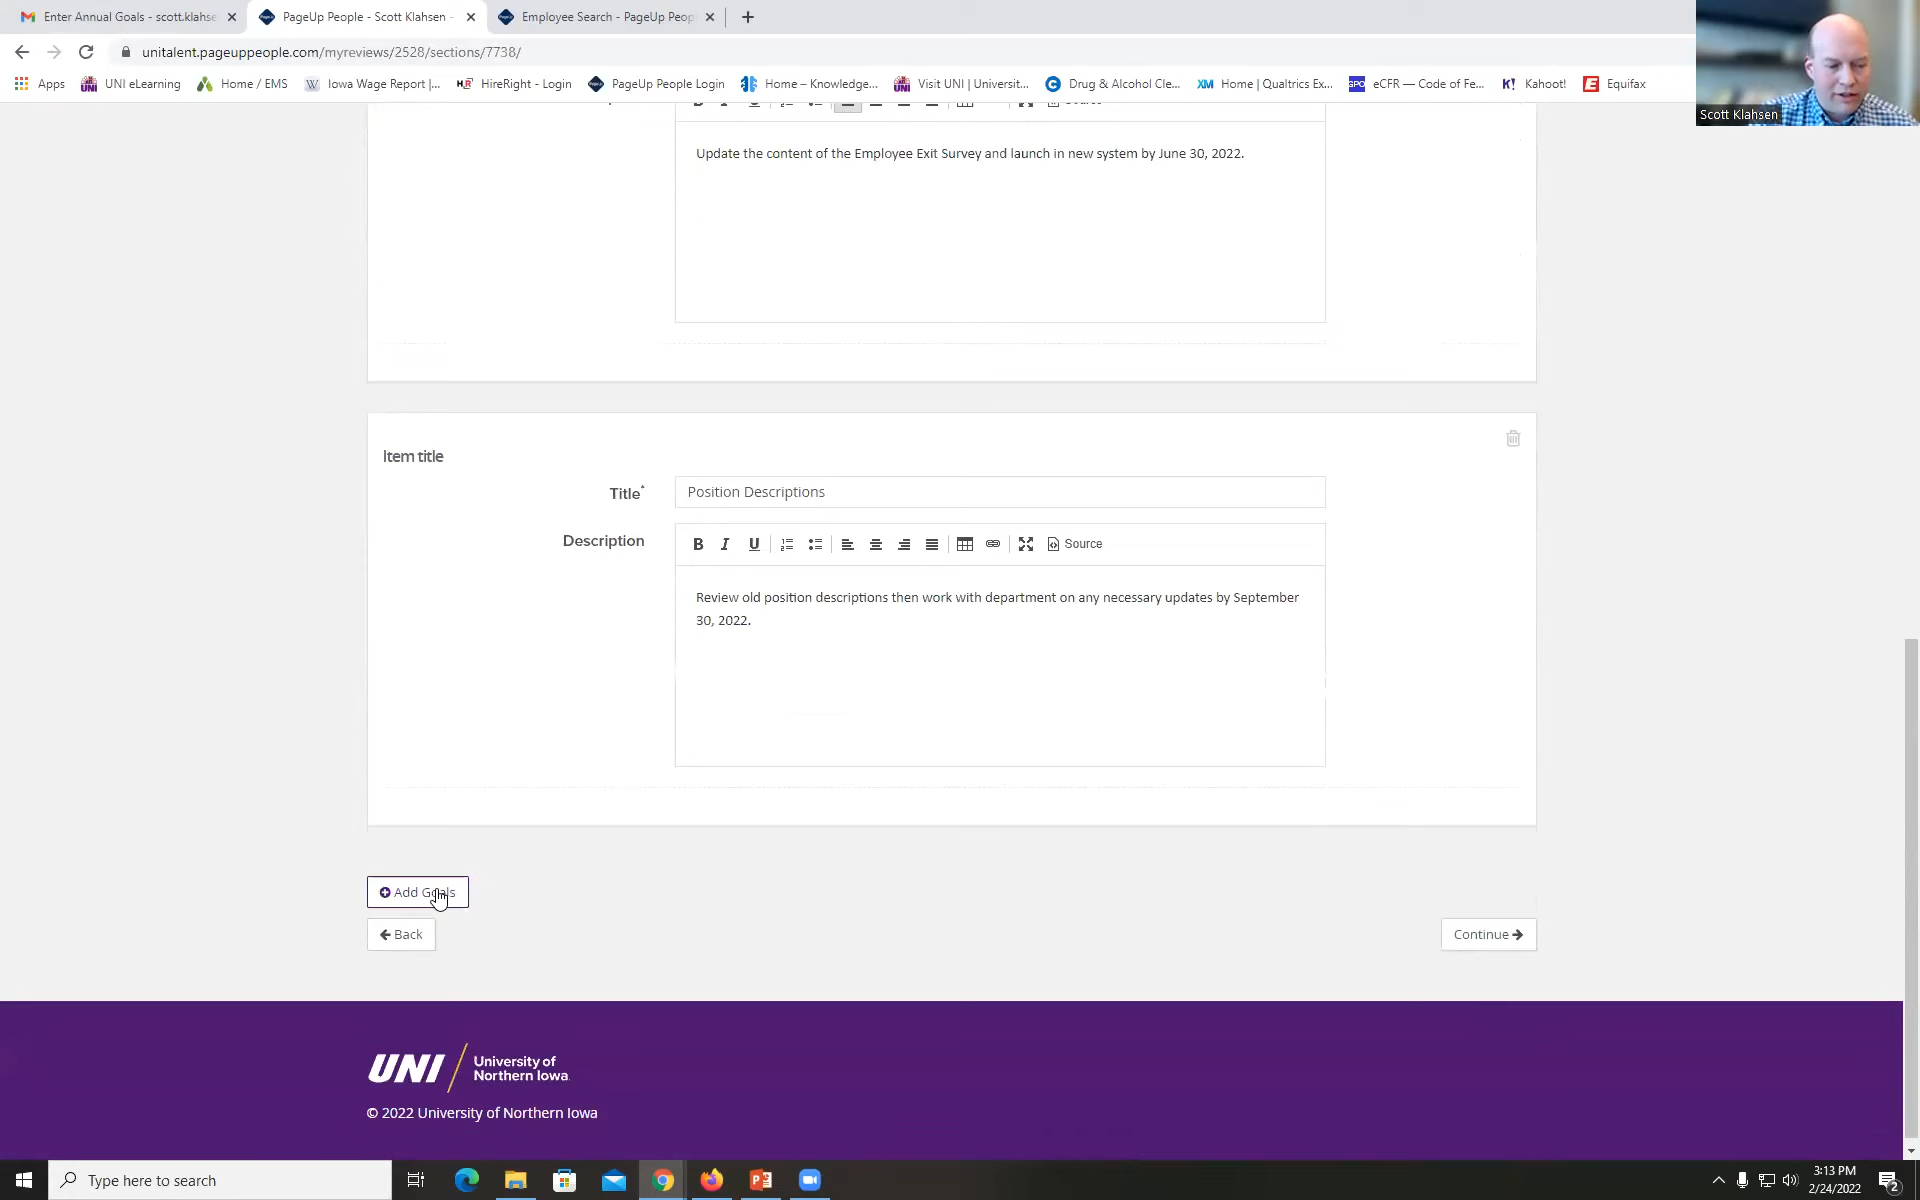 Enter Annual Goals - scott.klahse
PageUp People - Scott Klahsen -
Employee Search - PageUp Peop
unitalent.pageuppeople.com/myreviews/2528/sections/7738/
Apps
UNI eLearning
Home / EMS
Iowa Wage Report |...
HireRight - Login
PageUp People Login
Home – Knowledge...
Visit UNI | Universit...
Drug & Alcohol Cle...
XM Home | Qualtrics Ex...
GPO eCFR — Code of Fe...
K! Kahoot!
Equifax
Scott Klahsen
Update the content of the Employee Exit Survey and launch in new system by June 30, 2022.
Item title
Title*
Position Descriptions
Description
B I U Source
Review old position descriptions then work with department on any necessary updates by September
30, 2022.
Add Goals
Back
Continue
UNI University of
Northern Iowa.
© 2022 University of Northern Iowa
Type here to search
3:13 PM
2/24/2022
2